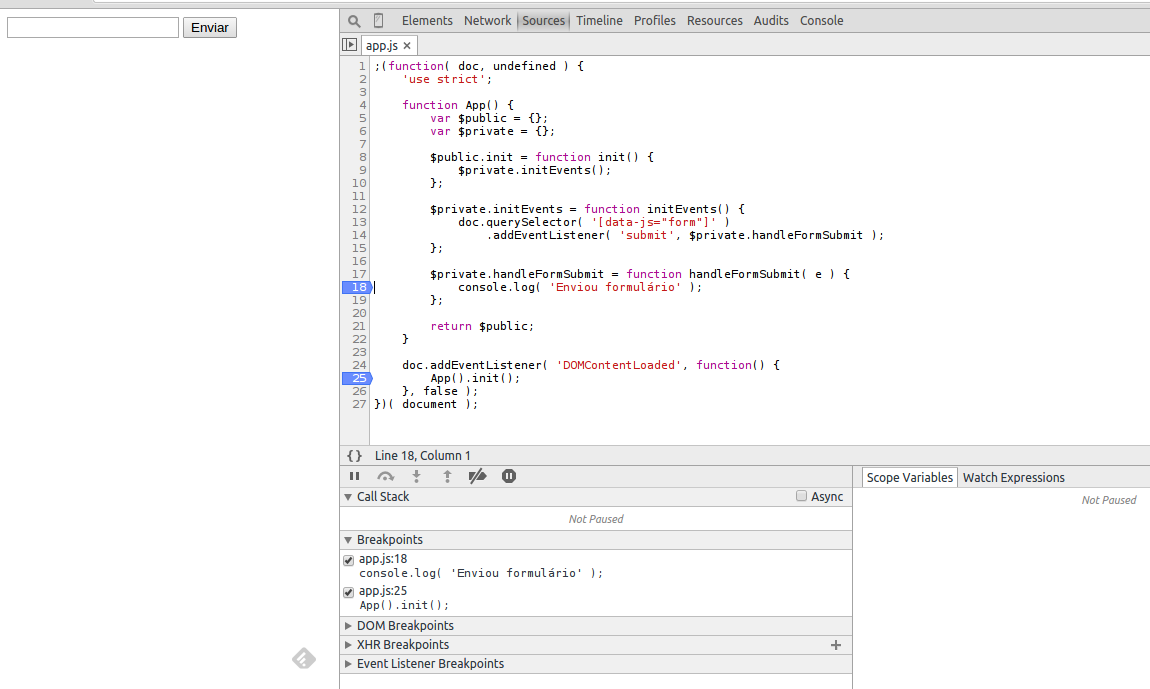 Enviar
Elements Network Sources Timeline Profiles Resources Audits Console
app.js ×
1 ;(function( doc, undefined ) {
2 'use strict';
3
4 function App() {
5 var $public = {};
6 var $private = {};
7
8 $public.init = function init() {
9 $private.initEvents();
10 };
11
12 $private.initEvents = function initEvents() {
13 doc.querySelector( '[data-js="form"]' )
14 .addEventListener( 'submit', $private.handleFormSubmit );
15 };
16
17 $private.handleFormSubmit = function handleFormSubmit( e ) {
18 console.log( 'Enviou formulário' );
19 };
20
21 return $public;
22 }
23
24 doc.addEventListener( 'DOMContentLoaded', function() {
25 App().init();
26 }, false );
27 })( document );
{} Line 18, Column 1
Call Stack Async
Not Paused
Breakpoints
app.js:18
console.log( 'Enviou formulário' );
app.js:25
App().init();
DOM Breakpoints
XHR Breakpoints +
Event Listener Breakpoints
Scope Variables Watch Expressions
Not Paused